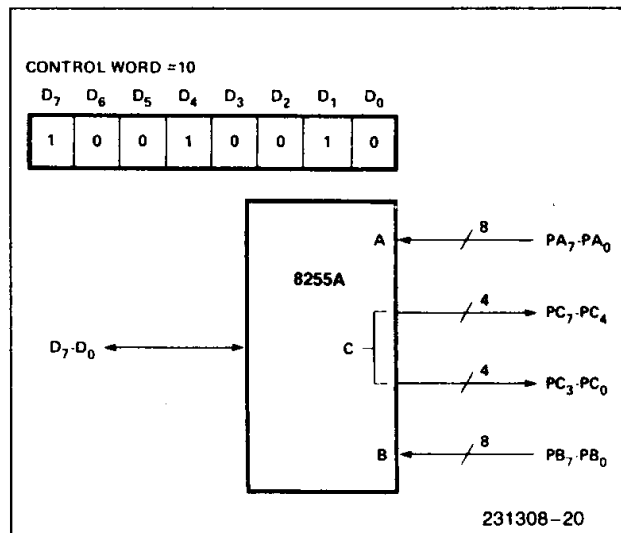 CONTROL WORD = 10
D₇ D₆ D₅ D₄ D₃ D₂ D₁ D₀
1 0 0 1 0 0 1 0
A 8 PA₇-PA₀
8255A
4 PC₇-PC₄
D₇-D₀ C
4 PC₃-PC₀
B 8 PB₇-PB₀
231308-20